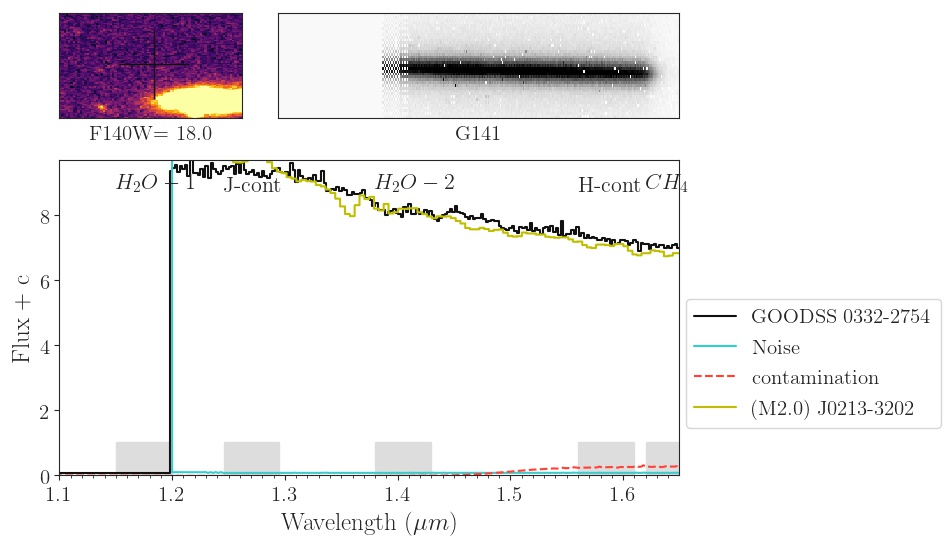 F140W= 18.0
G141
H₂O − 1
J-cont
H₂O − 2
H-cont
CH₄
8
6
4
2
0
Flux + c
1.1
1.2
1.3
1.4
1.5
1.6
Wavelength (μm)
GOODSS 0332-2754
Noise
contamination
(M2.0) J0213-3202